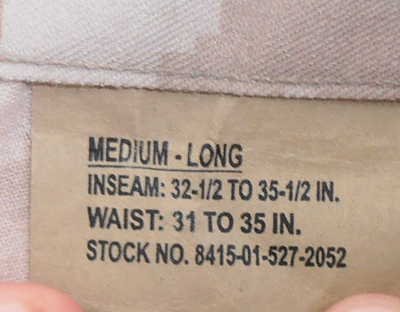 MEDIUM - LONG
INSEAM: 32-1/2 TO 35-1/2 IN.
WAIST: 31 TO 35 IN.
STOCK NO. 8415-01-527-2052